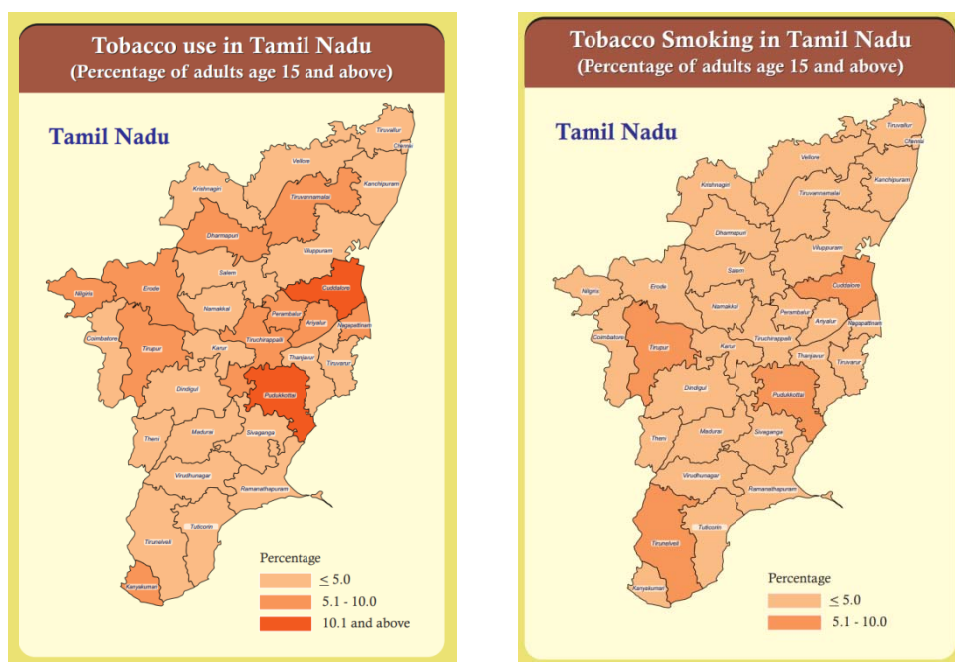 Tobacco use in Tamil Nadu
(Percentage of adults age 15 and above)
Tamil Nadu
Tiruvallur
Chennai
Vellore
Kanchipuram
Krishnagiri
Tiruvannamalai
Dharmapuri
Viluppuram
Salem
Nilgiris
Erode
Cuddalore
Namakkal
Perambalur
Ariyalur
Nagapattinam
Coimbatore
Tirupur
Karur
Tiruchirappalli
Thanjavur
Tiruvarur
Dindigul
Pudukkottai
Theni
Madurai
Sivaganga
Virudhunagar
Ramanathapuram
Tuticorin
Tirunelveli
Kanyakumari
Percentage
≤ 5.0
5.1 - 10.0
10.1 and above
Tobacco Smoking in Tamil Nadu
(Percentage of adults age 15 and above)
Tamil Nadu
Tiruvallur
Chennai
Vellore
Kanchipuram
Krishnagiri
Tiruvannamalai
Dharmapuri
Viluppuram
Salem
Nilgiris
Erode
Cuddalore
Namakkal
Perambalur
Ariyalur
Nagapattinam
Coimbatore
Tirupur
Karur
Tiruchirappalli
Thanjavur
Tiruvarur
Dindigul
Pudukkottai
Theni
Madurai
Sivaganga
Virudhunagar
Ramanathapuram
Tuticorin
Tirunelveli
Kanyakumari
Percentage
≤ 5.0
5.1 - 10.0